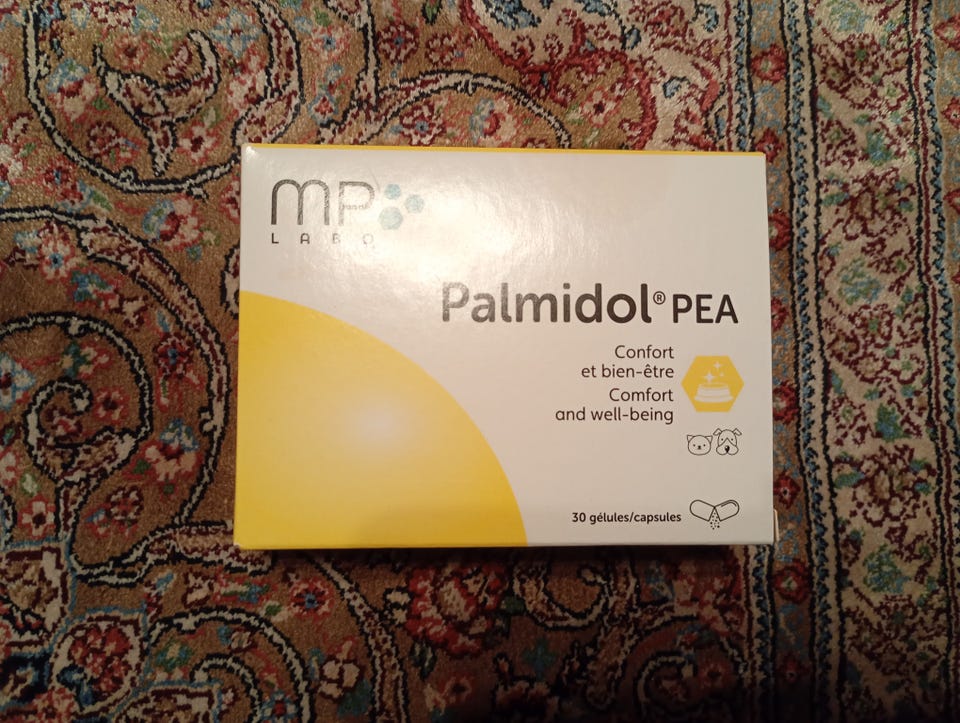 MP
LABO
Palmidol® PEA
Confort
et bien-être
Comfort
and well-being
30 gélules/capsules